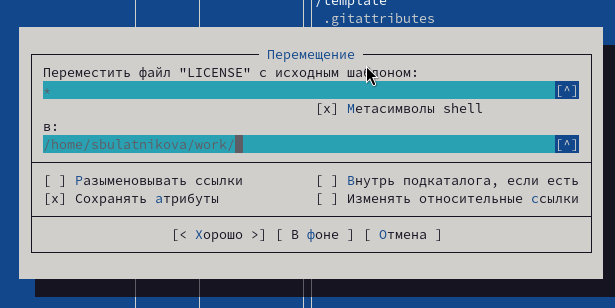 /template
.gitattributes
Перемещение
Переместить файл "LICENSE" с исходным шаблоном:
* [^]
[x] Метасимволы shell
в:
/home/sbulatnikova/work/ [^]
[ ] Разыменовывать ссылки [ ] Внутрь подкаталога, если есть
[x] Сохранять атрибуты [ ] Изменять относительные ссылки
[< Хорошо >] [ В фоне ] [ Отмена ]